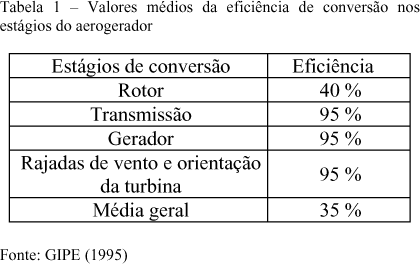 Tabela 1 – Valores médios da eficiência de conversão nos
estágios do aerogerador
Estágios de conversão Eficiência
Rotor 40 %
Transmissão 95 %
Gerador 95 %
Rajadas de vento e orientação
da turbina 95 %
Média geral 35 %
Fonte: GIPE (1995)